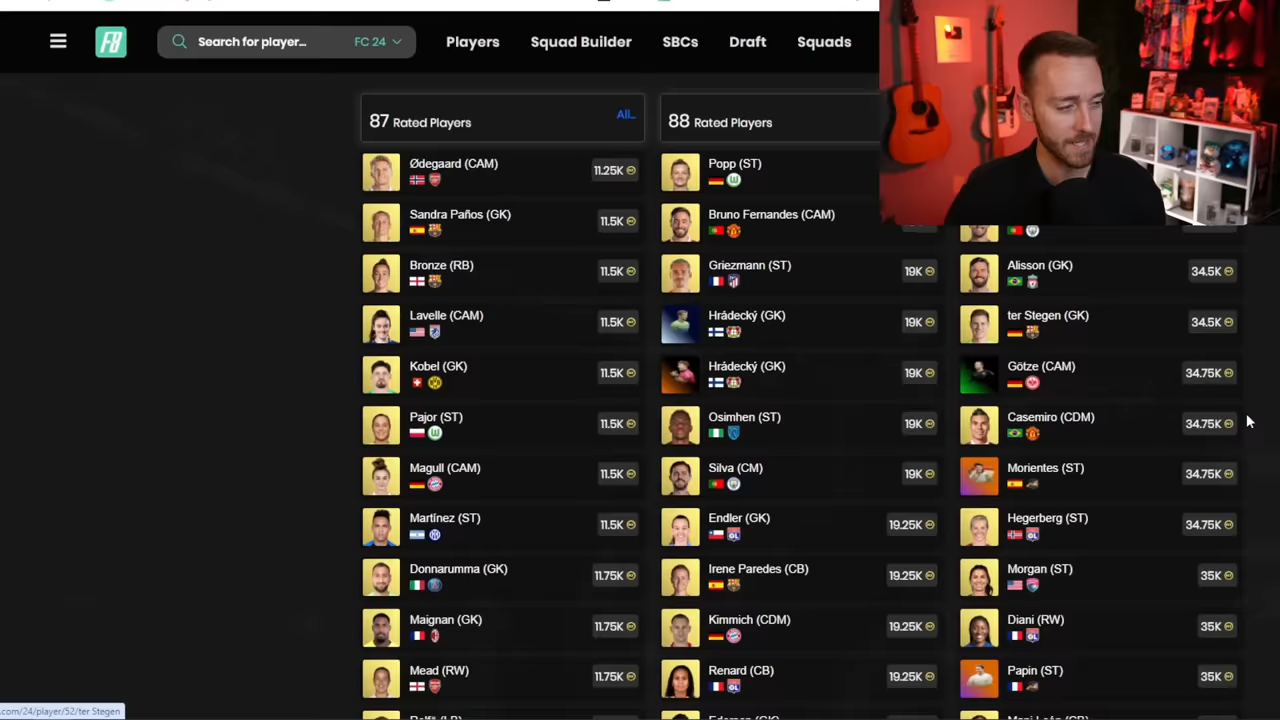 FB
Search for player...
FC 24
Players
Squad Builder
SBCs
Draft
Squads
87 Rated Players
All...
Ødegaard (CAM)
11.25K
Sandra Paños (GK)
11.5K
Bronze (RB)
11.5K
Lavelle (CAM)
11.5K
Kobel (GK)
11.5K
Pajor (ST)
11.5K
Magull (CAM)
11.5K
Martínez (ST)
11.5K
Donnarumma (GK)
11.75K
Maignan (GK)
11.75K
Mead (RW)
11.75K
88 Rated Players
Popp (ST)
Bruno Fernandes (CAM)
Griezmann (ST)
19K
Hrádecký (GK)
19K
Hrádecký (GK)
19K
Osimhen (ST)
19K
Silva (CM)
19K
Endler (GK)
19.25K
Irene Paredes (CB)
19.25K
Kimmich (CDM)
19.25K
Renard (CB)
19.25K
Alisson (GK)
34.5K
ter Stegen (GK)
34.5K
Götze (CAM)
34.75K
Casemiro (CDM)
34.75K
Morientes (ST)
34.75K
Hegerberg (ST)
34.75K
Morgan (ST)
35K
Diani (RW)
35K
Papin (ST)
35K
.com/24/player/52/ter Stegen